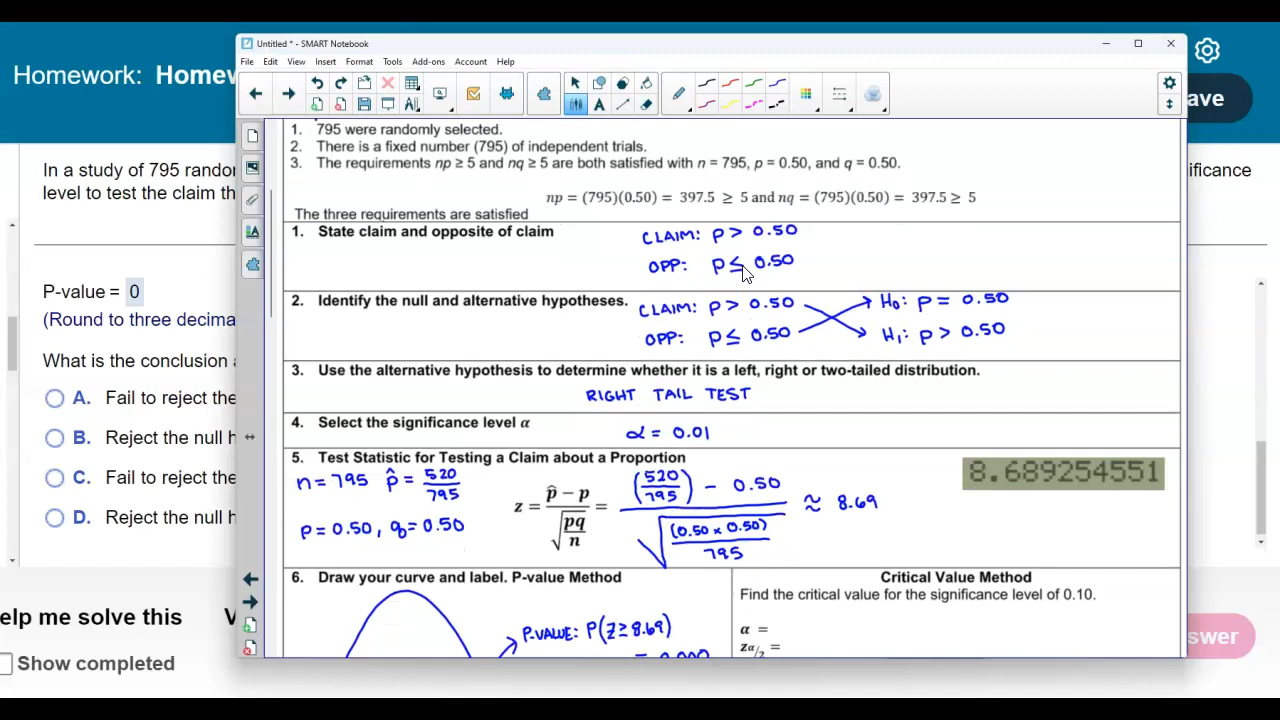 Untitled * - SMART Notebook
File Edit View Insert Format Tools Add-ons Account Help
Homework: Homew
ave
In a study of 795 rando
ficance
level to test the claim th
P-value = 0
(Round to three decima
What is the conclusion a
A. Fail to reject the
B. Reject the null h
C. Fail to reject the
D. Reject the null h
elp me solve this V
Show completed
swer
1. 795 were randomly selected.
2. There is a fixed number (795) of independent trials.
3. The requirements np ≥ 5 and nq ≥ 5 are both satisfied with n = 795, p = 0.50, and q = 0.50.
np = (795)(0.50) = 397.5 ≥ 5 and nq = (795)(0.50) = 397.5 ≥ 5
The three requirements are satisfied
1. State claim and opposite of claim
CLAIM: p > 0.50
OPP: p ≤ 0.50
2. Identify the null and alternative hypotheses.
CLAIM: p > 0.50 H₀: p = 0.50
OPP: p ≤ 0.50 H₁: p > 0.50
3. Use the alternative hypothesis to determine whether it is a left, right or two-tailed distribution.
RIGHT TAIL TEST
4. Select the significance level α
α = 0.01
5. Test Statistic for Testing a Claim about a Proportion
n = 795 p̂ = 520/795
p = 0.50, q = 0.50
z = (p̂ − p)/√(pq/n) = ((520/795) − 0.50)/√((0.50 × 0.50)/795) ≈ 8.69
8.689254551
6. Draw your curve and label. P-value Method
P-VALUE: P(Z ≥ 8.69)
= 0.000
Critical Value Method
Find the critical value for the significance level of 0.10.
α =
zα/2 =